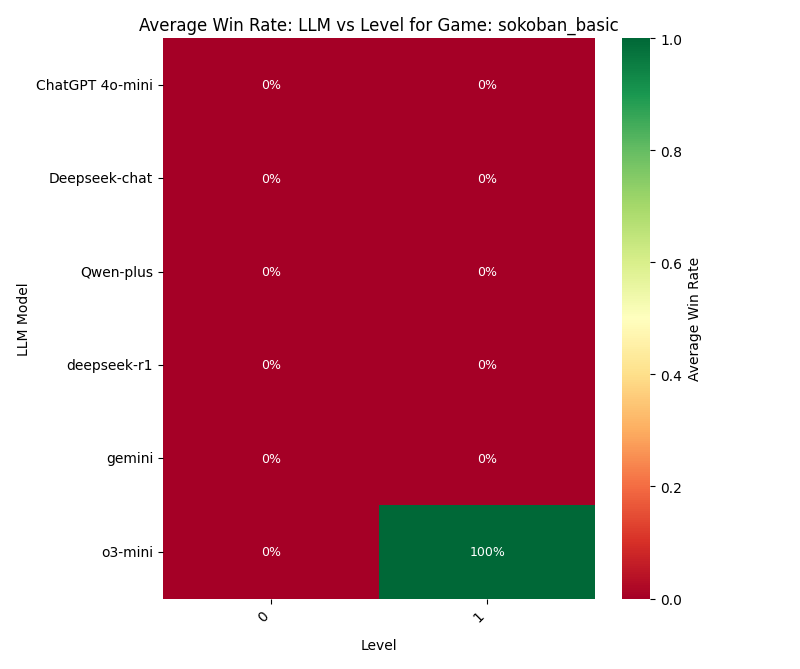 Average Win Rate: LLM vs Level for Game: sokoban_basic
LLM Model
ChatGPT 4o-mini 0% 0%
Deepseek-chat 0% 0%
Qwen-plus 0% 0%
deepseek-r1 0% 0%
gemini 0% 0%
o3-mini 0% 100%
0 1
Level
1.0
0.8
0.6
0.4
0.2
0.0
Average Win Rate